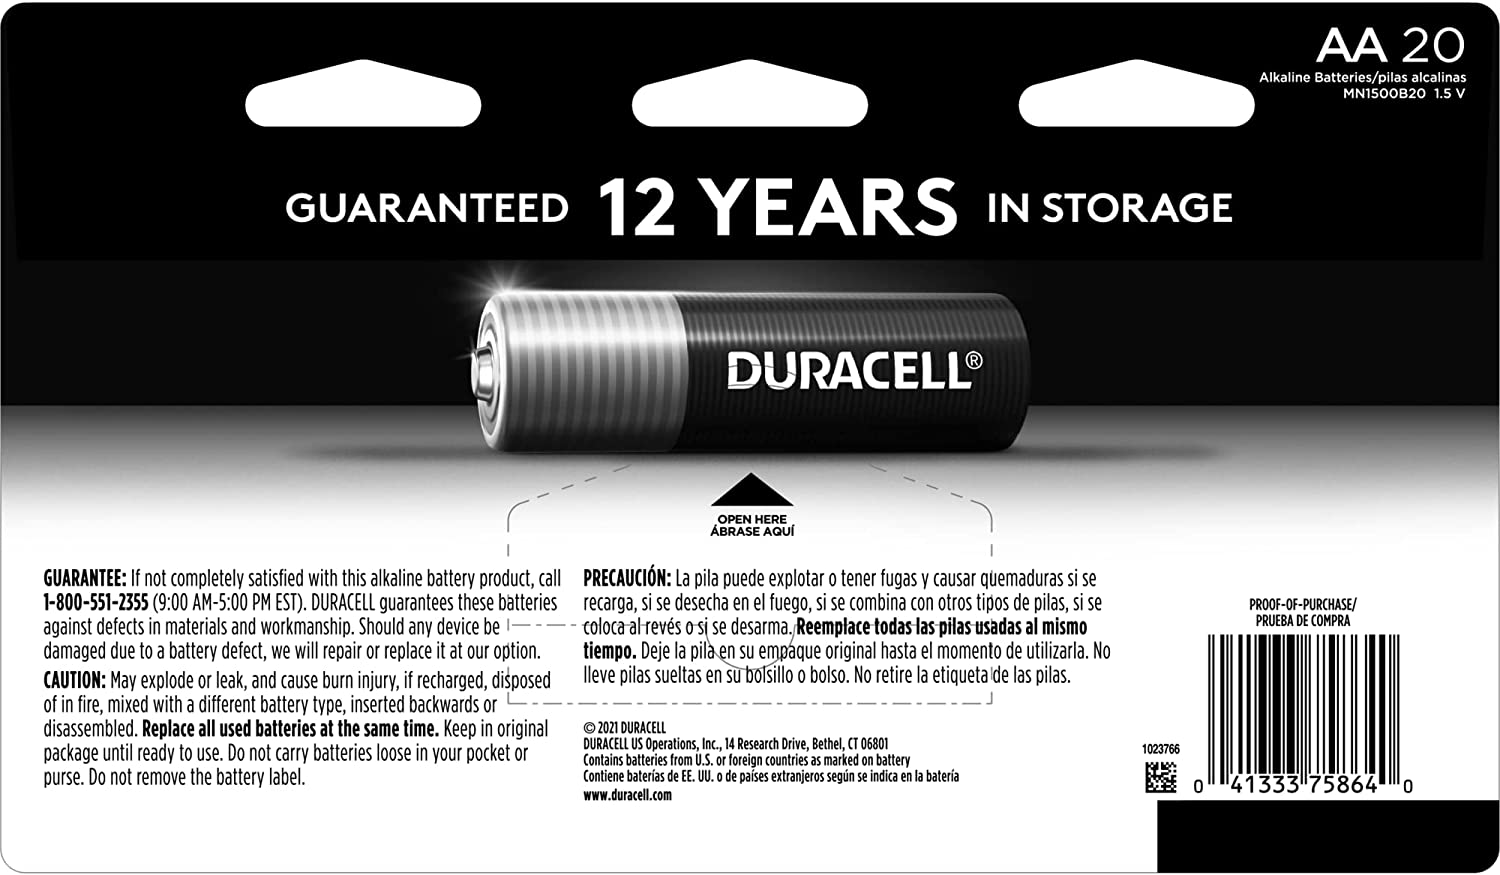 AA 20
Alkaline Batteries/pilas alcalinas
MN1500B20 1.5 V
GUARANTEED 12 YEARS IN STORAGE
DURACELL®
OPEN HERE
ÁBRASE AQUÍ
GUARANTEE: If not completely satisfied with this alkaline battery product, call
1-800-551-2355 (9:00 AM-5:00 PM EST). DURACELL guarantees these batteries
against defects in materials and workmanship. Should any device be
damaged due to a battery defect, we will repair or replace it at our option.
CAUTION: May explode or leak, and cause burn injury, if recharged, disposed
of in fire, mixed with a different battery type, inserted backwards or
disassembled. Replace all used batteries at the same time. Keep in original
package until ready to use. Do not carry batteries loose in your pocket or
purse. Do not remove the battery label.
PRECAUCIÓN: La pila puede explotar o tener fugas y causar quemaduras si se
recarga, si se desecha en el fuego, si se combina con otros tipos de pilas, si se
coloca al revés o si se desarma. Reemplace todas las pilas usadas al mismo
tiempo. Deje la pila en su empaque original hasta el momento de utilizarla. No
lleve pilas sueltas en su bolsillo o bolso. No retire la etiqueta de las pilas.
© 2021 DURACELL
DURACELL US Operations, Inc., 14 Research Drive, Bethel, CT 06801
Contains batteries from U.S. or foreign countries as marked on battery
Contiene baterías de EE. UU. o de países extranjeros según se indica en la batería
www.duracell.com
PROOF-OF-PURCHASE/
PRUEBA DE COMPRA
1023766
0 41333 75864 0